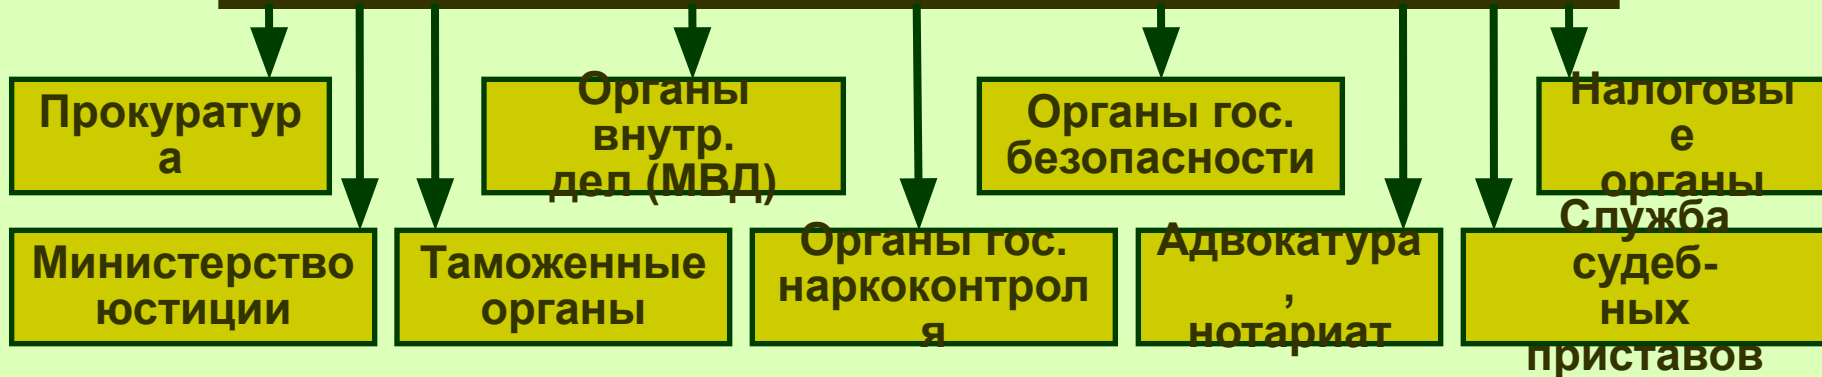 Прокуратур
а
Органы
внутр.
дел (МВД)
Органы гос.
безопасности
Налоговы
е
органы
Министерство
юстиции
Таможенные
органы
Органы гос.
наркоконтрол
я
Адвокатура
,
нотариат
Служба
судеб-
ных
приставов